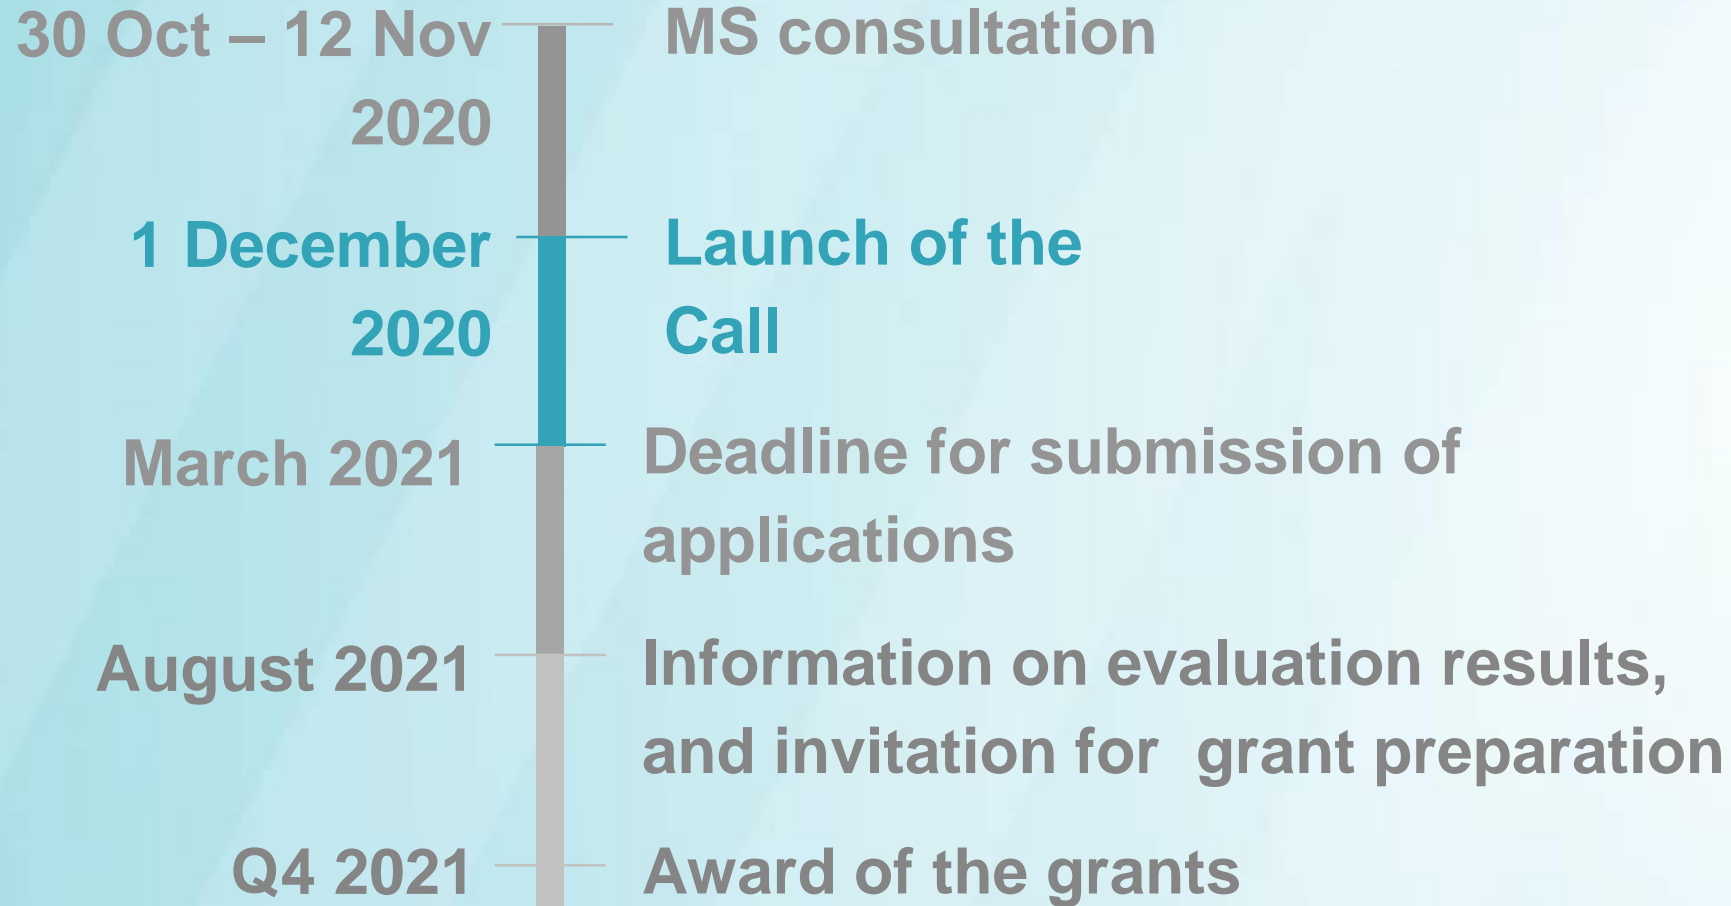 30 Oct – 12 Nov
2020
MS consultation
1 December
2020
Launch of the
Call
March 2021
Deadline for submission of
applications
August 2021
Information on evaluation results,
and invitation for  grant preparation
Q4 2021
Award of the grants